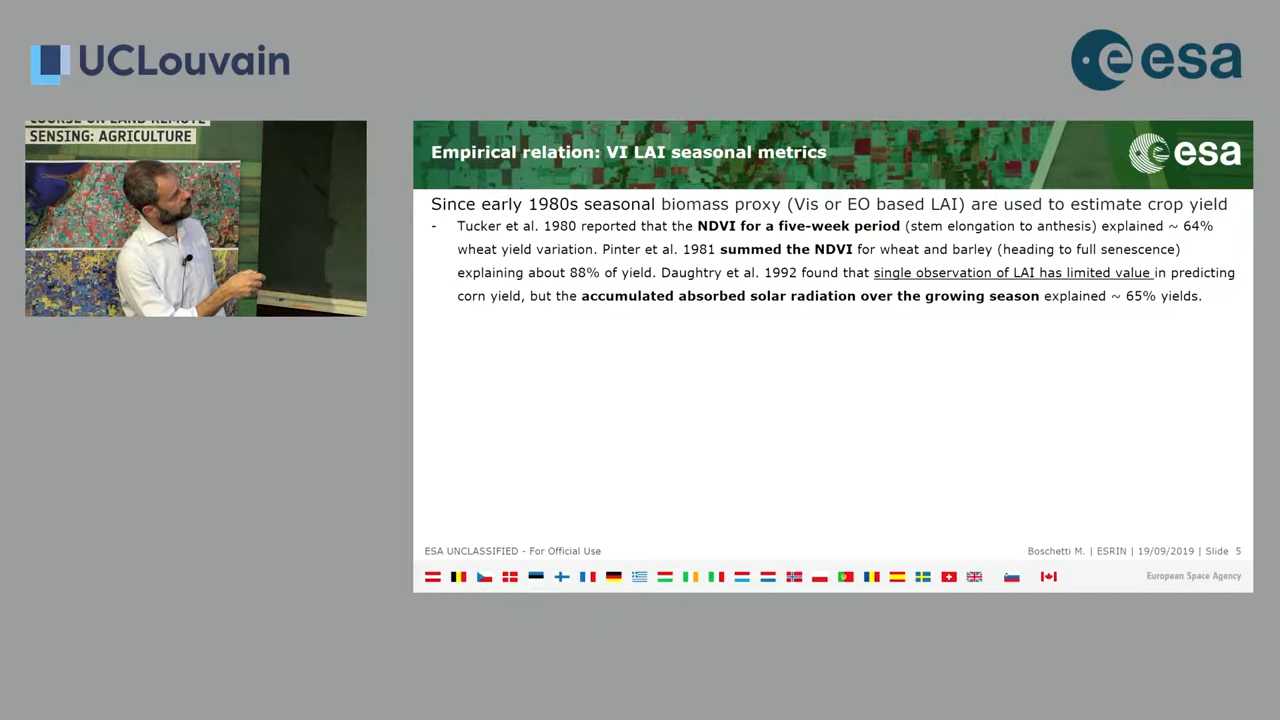 UCLouvain
esa
COURSE ON LAND REMOTE
SENSING: AGRICULTURE
Empirical relation: VI LAI seasonal metrics
esa
Since early 1980s seasonal biomass proxy (Vis or EO based LAI) are used to estimate crop yield
- Tucker et al. 1980 reported that the NDVI for a five-week period (stem elongation to anthesis) explained ~ 64%
wheat yield variation. Pinter et al. 1981 summed the NDVI for wheat and barley (heading to full senescence)
explaining about 88% of yield. Daughtry et al. 1992 found that single observation of LAI has limited value in predicting
corn yield, but the accumulated absorbed solar radiation over the growing season explained ~ 65% yields.
ESA UNCLASSIFIED - For Official Use
Boschetti M. | ESRIN | 19/09/2019 | Slide 5
European Space Agency